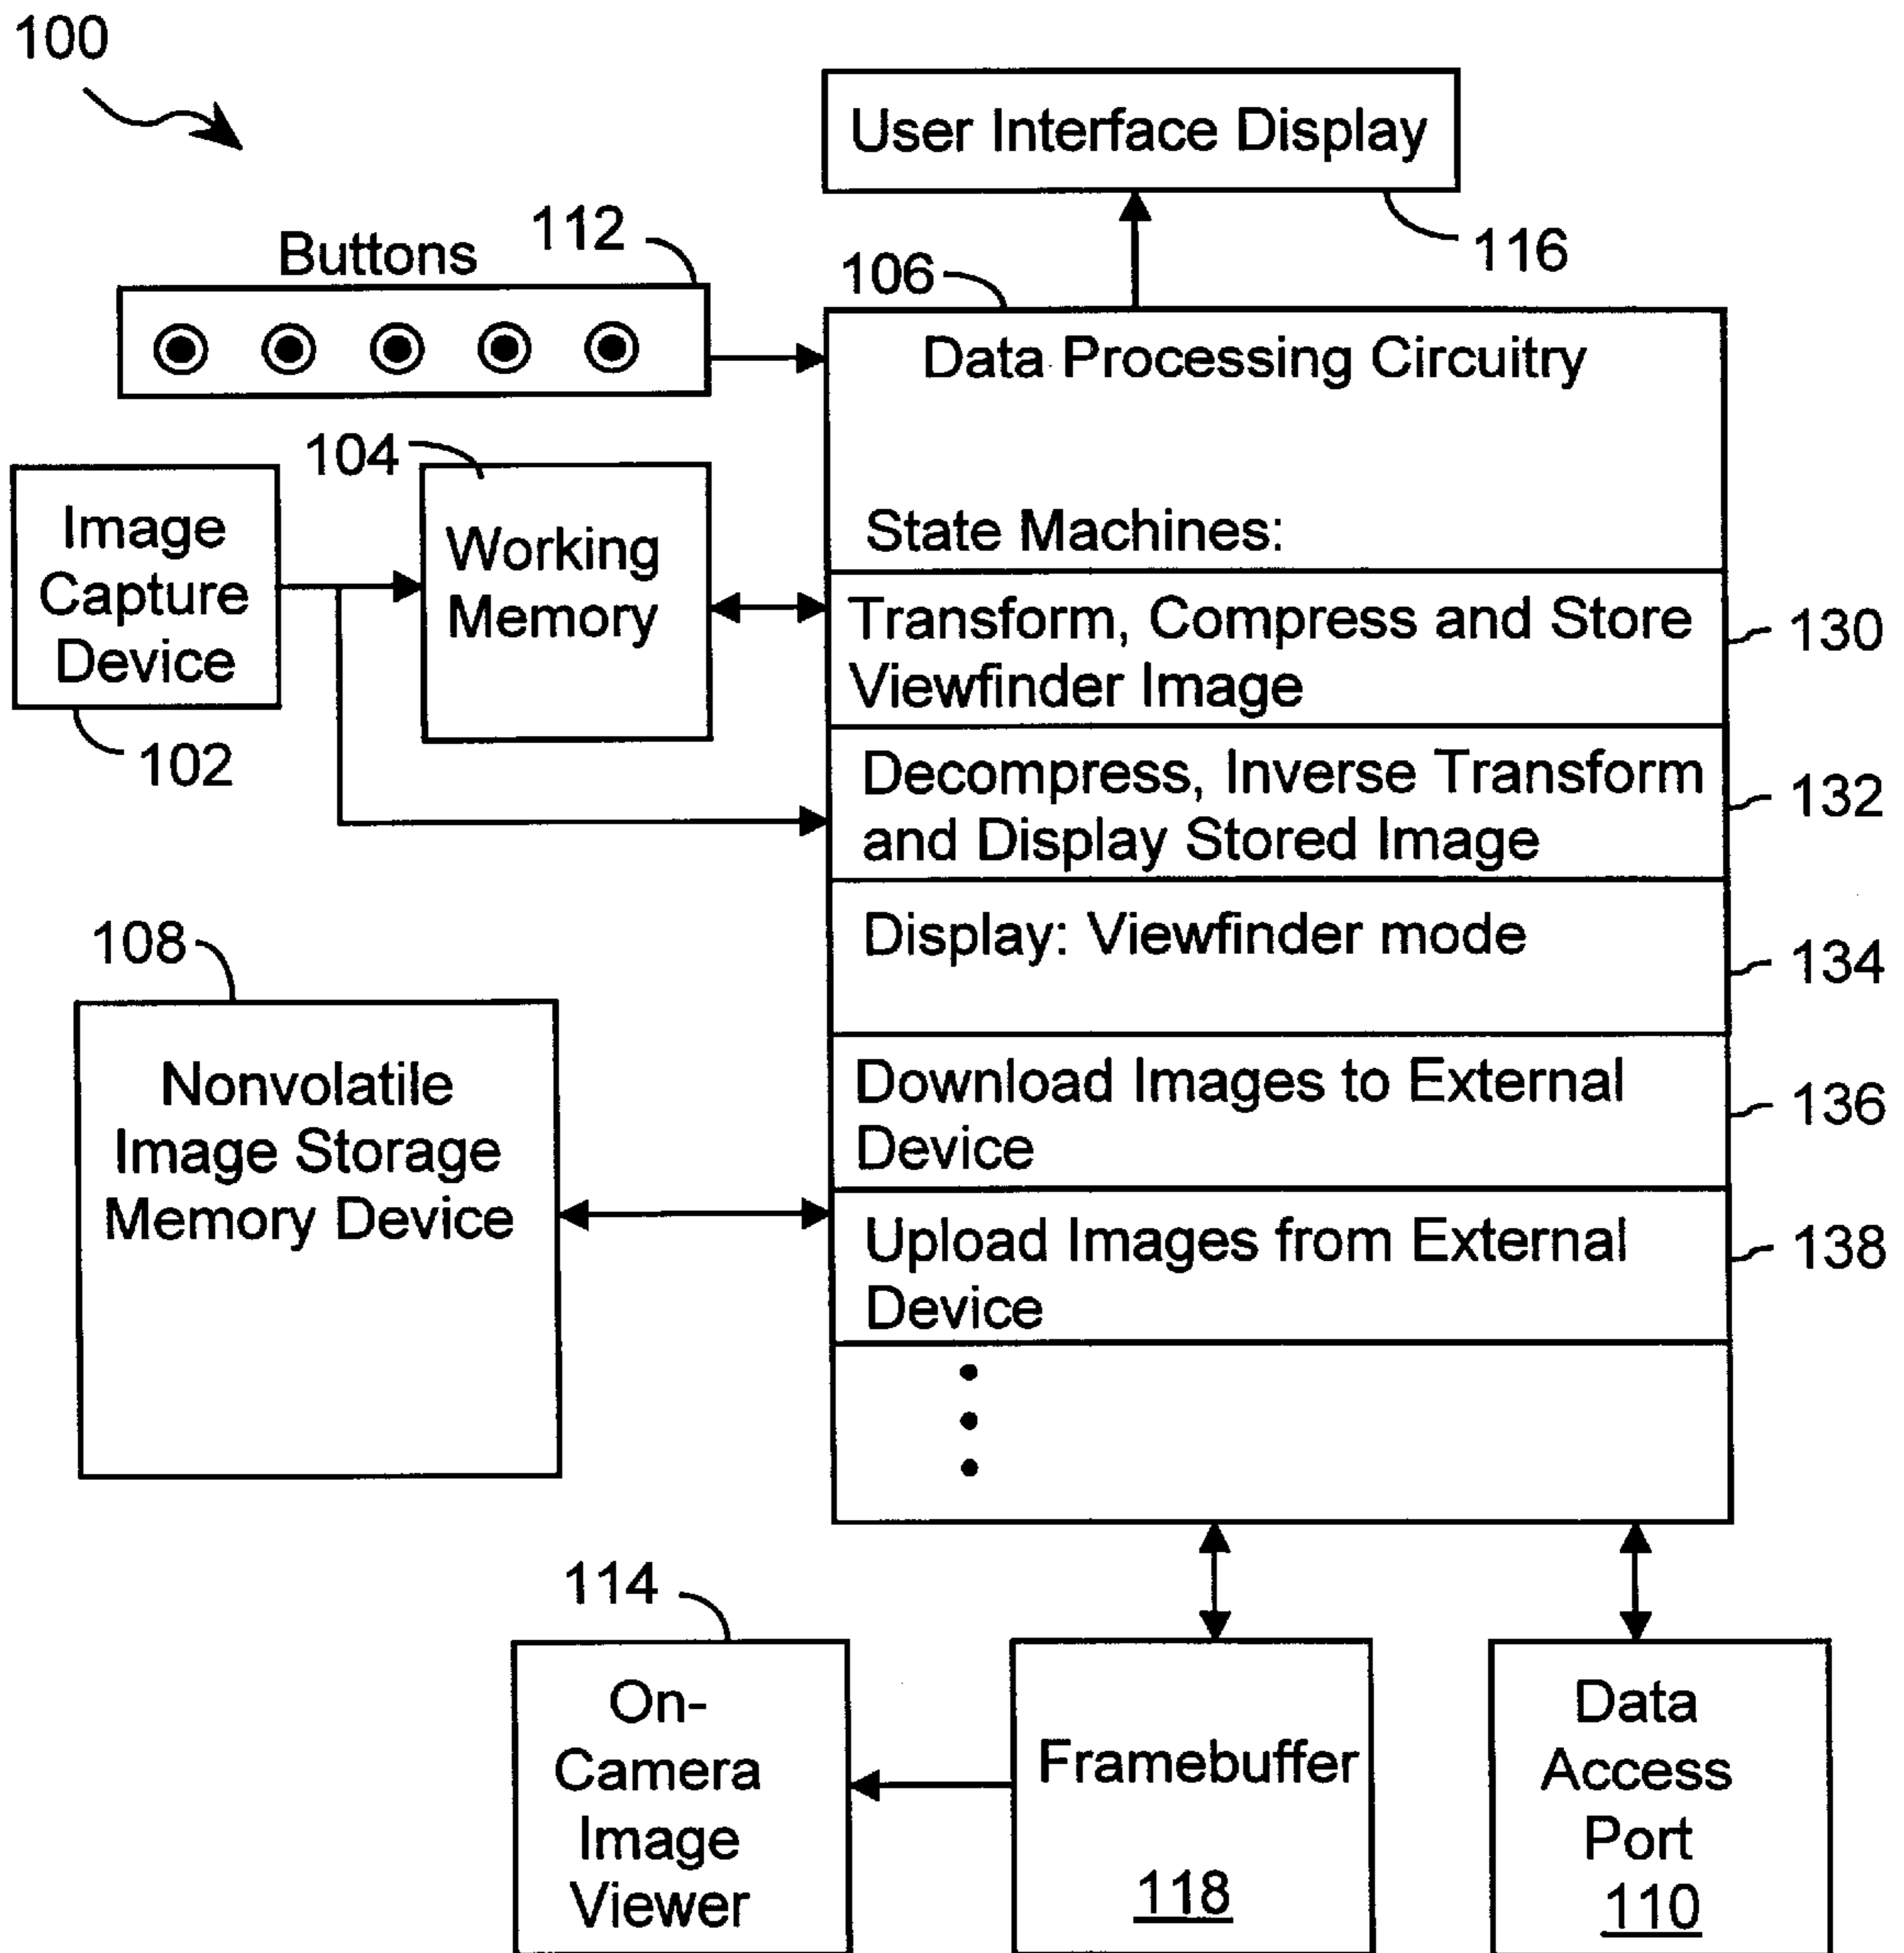 100
User Interface Display
116
Buttons
112
106
Data Processing Circuitry
State Machines:
104
Image
Capture
Device
102
Working
Memory
Transform, Compress and Store
Viewfinder Image
130
Decompress, Inverse Transform
and Display Stored Image
132
Display: Viewfinder mode
134
108
Nonvolatile
Image Storage
Memory Device
Download Images to External
Device
136
Upload Images from External
Device
138
114
On-
Camera
Image
Viewer
Framebuffer
118
Data
Access
Port
110